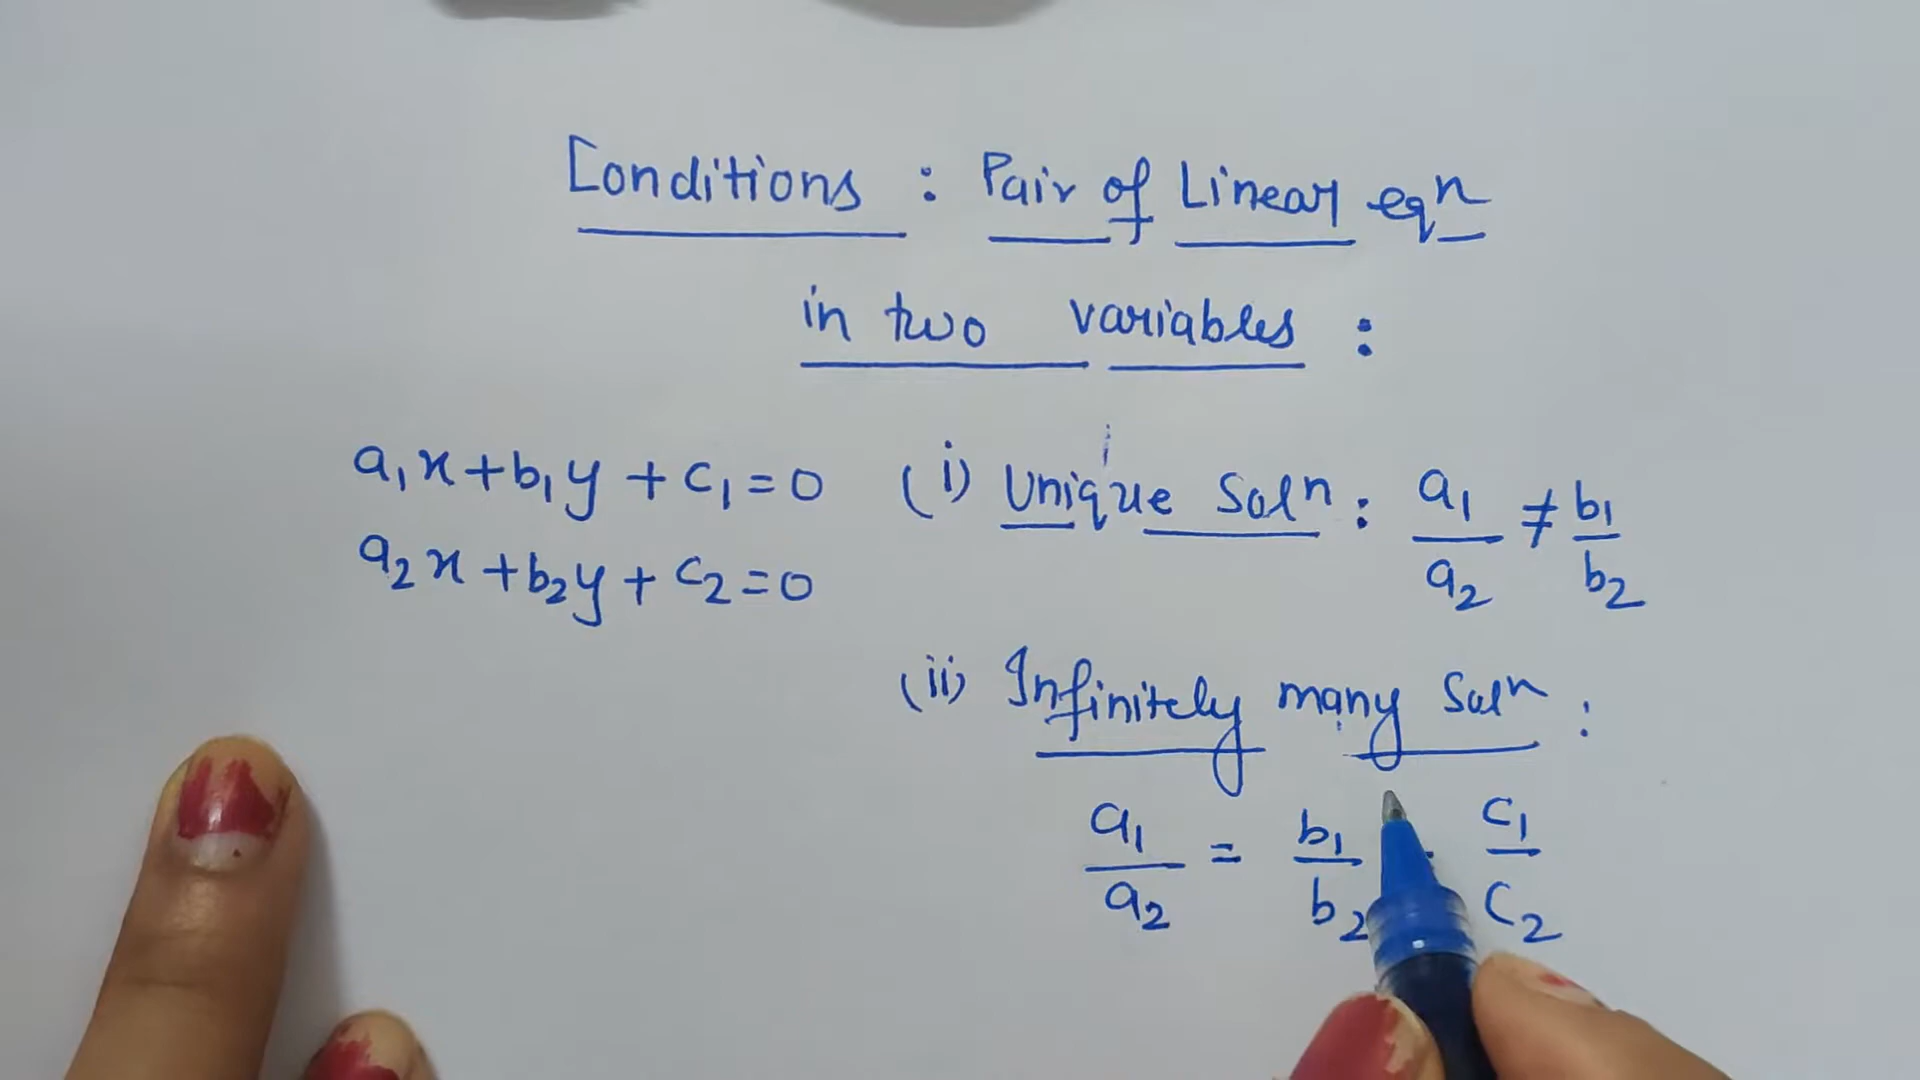 Conditions : Pair of Linear eqⁿ
in two variables :
a₁x+b₁y+c₁=0 (i) Unique Solⁿ : a₁/a₂ ≠ b₁/b₂
a₂x+b₂y+c₂=0
(ii) Infinitely many Solⁿ :
a₁/a₂ = b₁/b₂ c₁/c₂